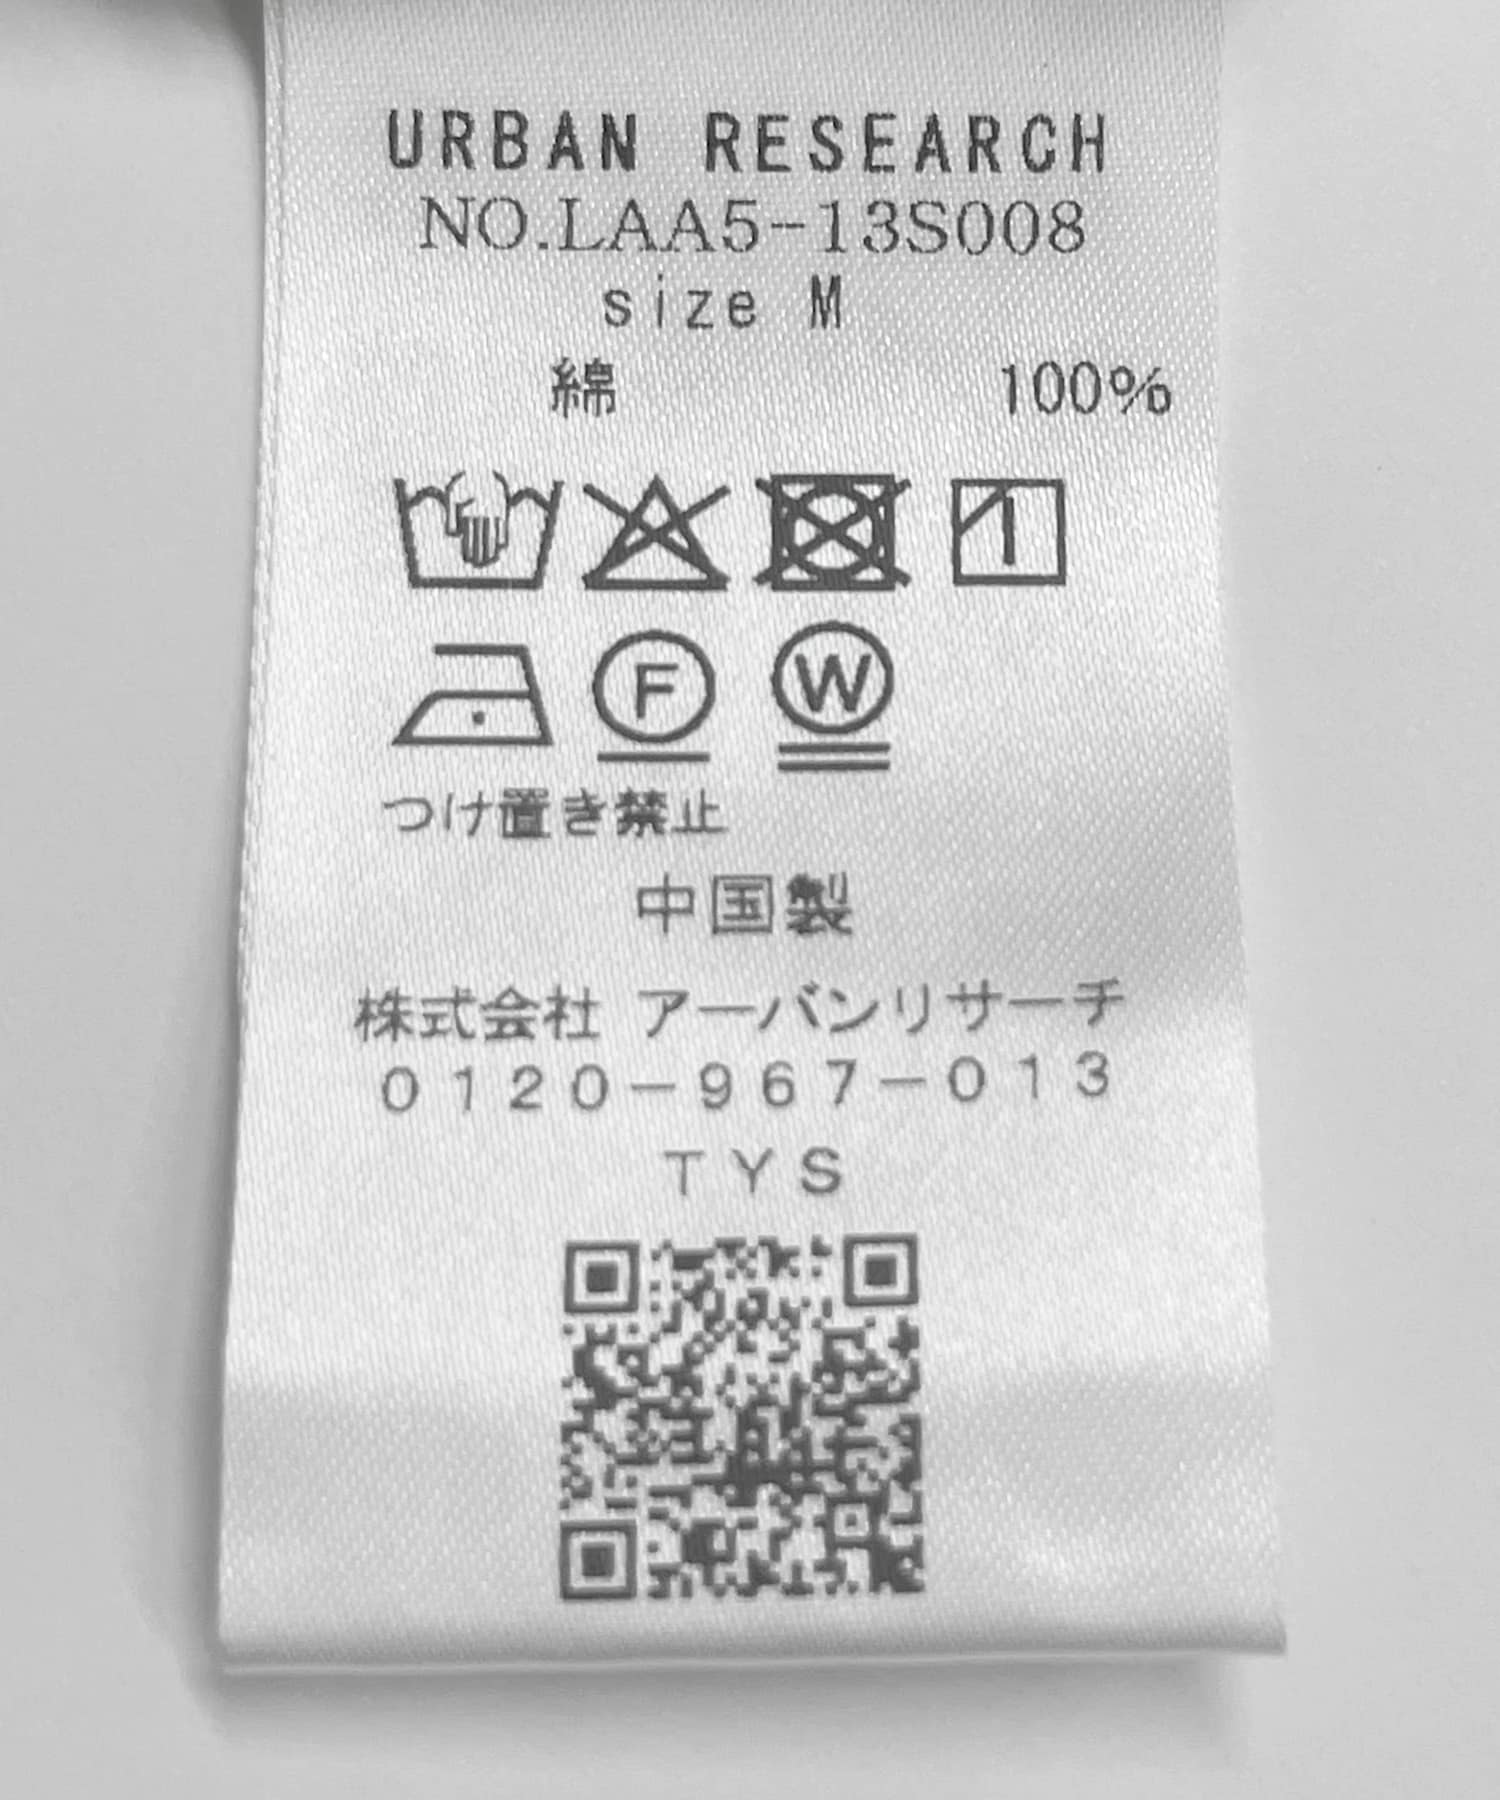 URBAN RESEARCH
NO.LAA5-13S008
size M
綿 100%
F W
つけ置き禁止
中国製
株式会社 アーバンリサーチ
0120-967-013
TYS